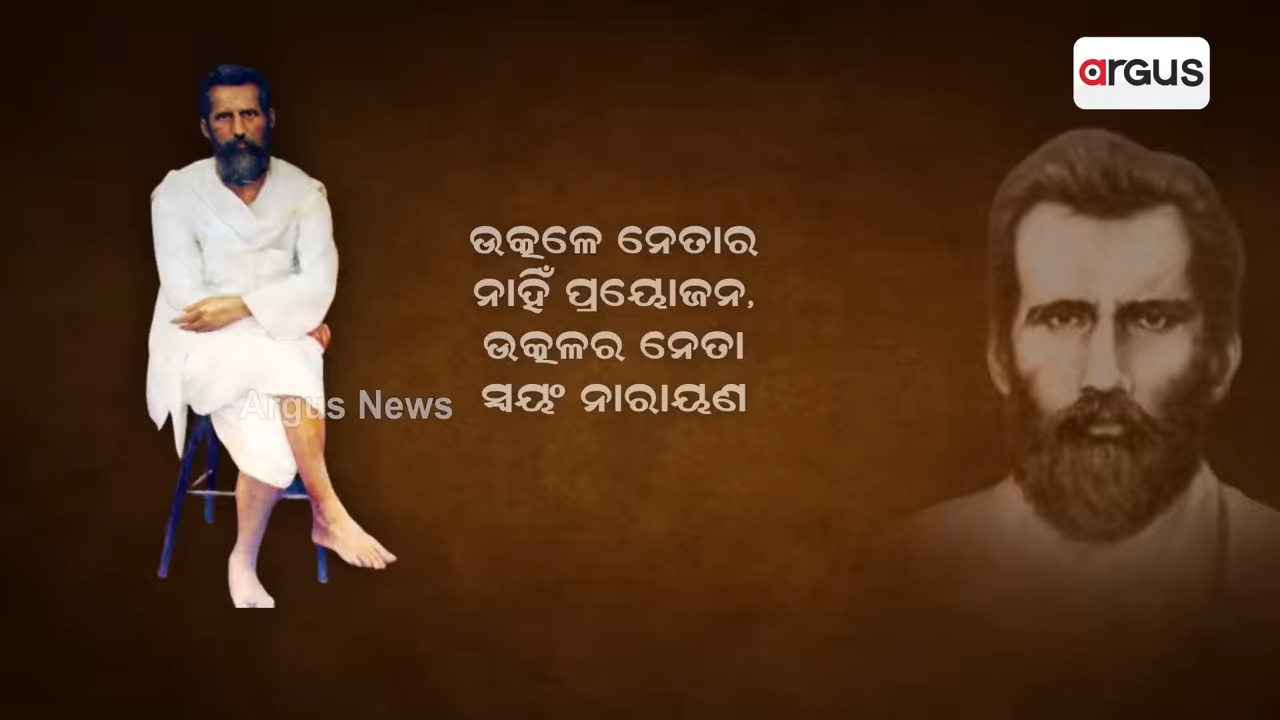 argus
ଉତ୍କଳେ ନେତାର
ନାହିଁ ପ୍ରୟୋଜନ,
ଉତ୍କଳର ନେତା
ସ୍ୱୟଂ ନାରାୟଣ
Argus News